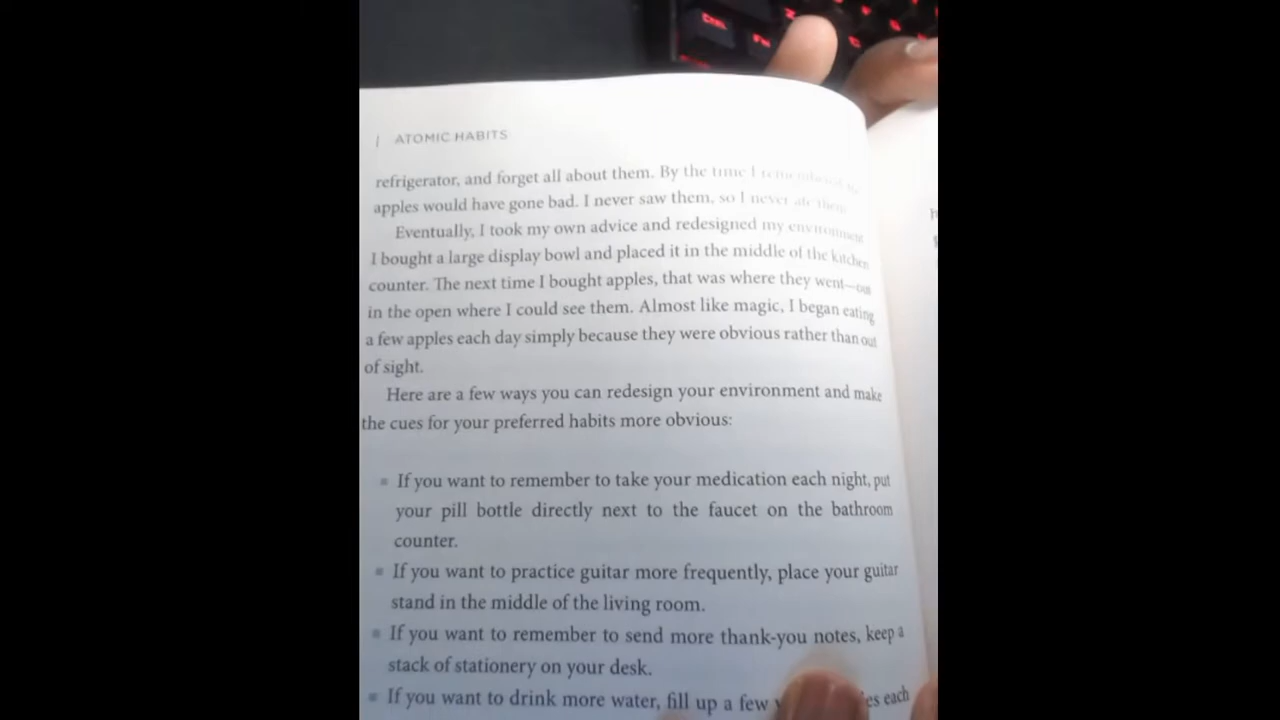 | ATOMIC HABITS
refrigerator, and forget all about them. By the time I remembered
apples would have gone bad. I never saw them, so I never ate them.
Eventually, I took my own advice and redesigned my environment
I bought a large display bowl and placed it in the middle of the kitchen
counter. The next time I bought apples, that was where they went—out
in the open where I could see them. Almost like magic, I began eating
a few apples each day simply because they were obvious rather than out
of sight.
Here are a few ways you can redesign your environment and make
the cues for your preferred habits more obvious:
▪ If you want to remember to take your medication each night, put
your pill bottle directly next to the faucet on the bathroom
counter.
▪ If you want to practice guitar more frequently, place your guitar
stand in the middle of the living room.
▪ If you want to remember to send more thank-you notes, keep a
stack of stationery on your desk.
▪ If you want to drink more water, fill up a few each
Ctrl
Fn